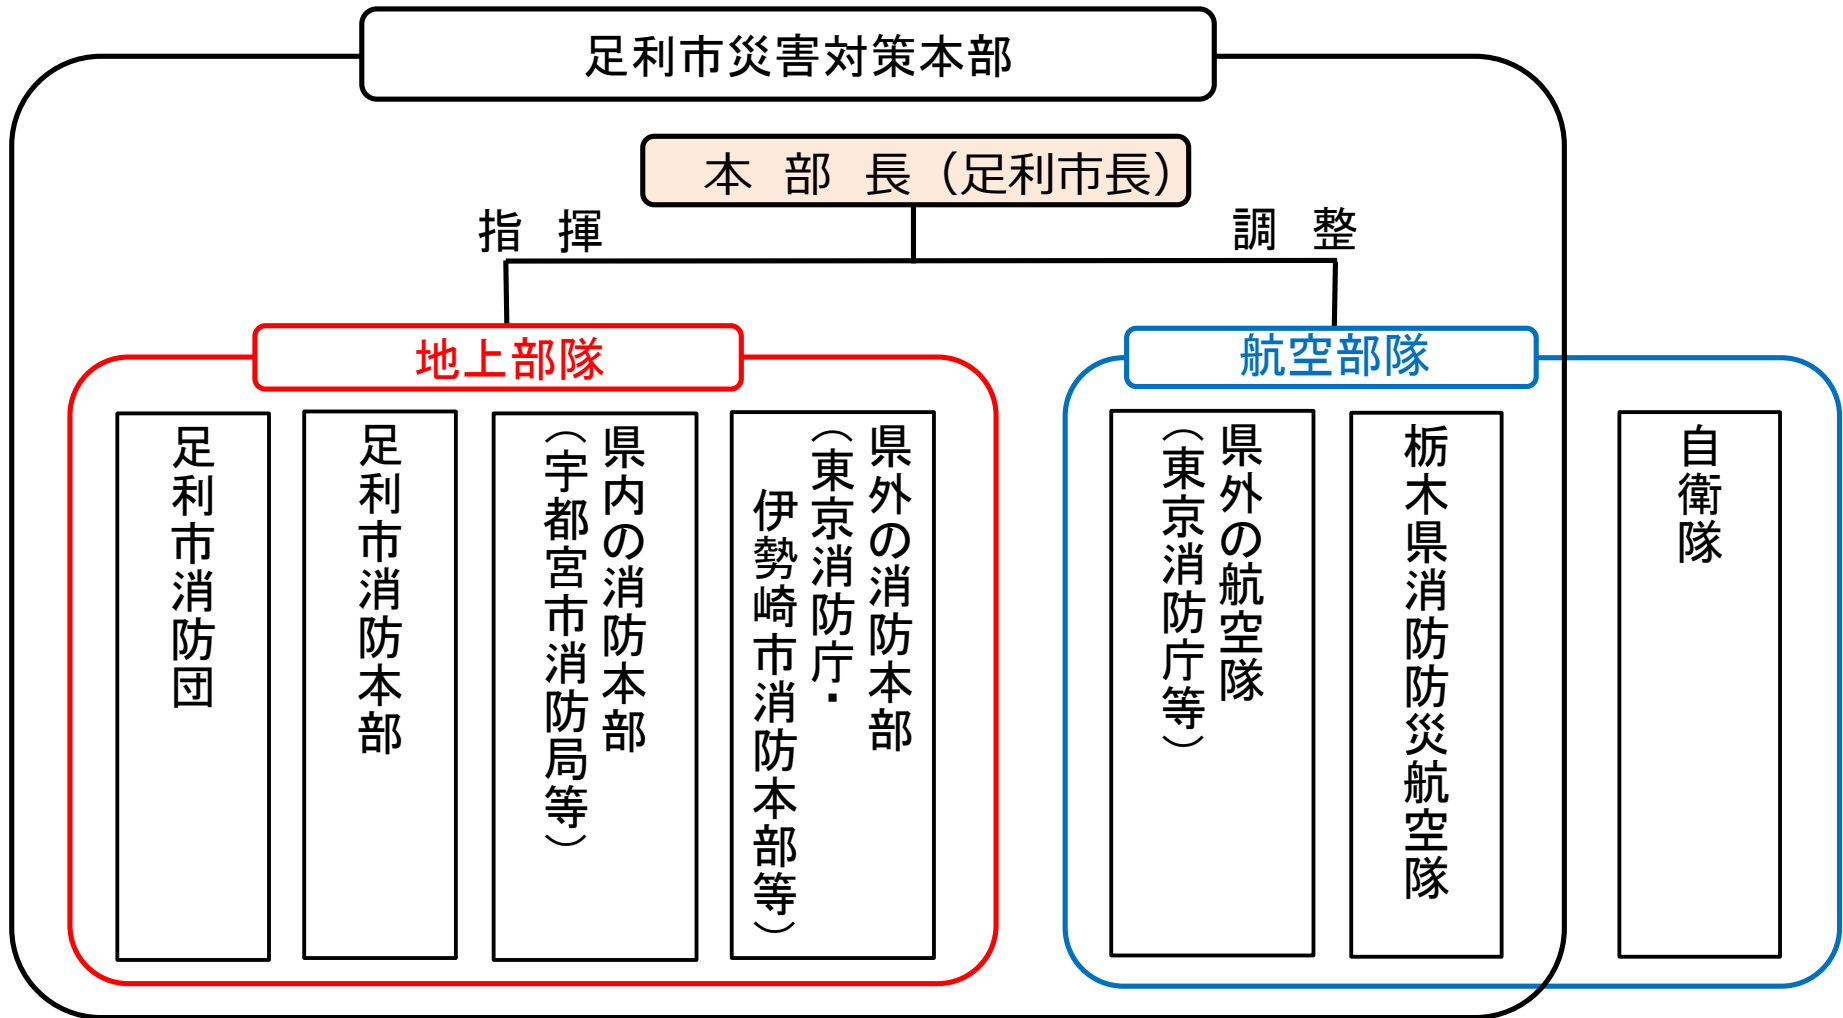 足利市災害対策本部
本 部 長（足利市長）
指 揮
調 整
地上部隊
航空部隊
足利市消防団
足利市消防本部
県内の消防本部
（宇都宮市消防局等）
県外の消防本部
（東京消防庁・
伊勢崎市消防本部等）
県外の航空隊
（東京消防庁等）
栃木県消防防災航空隊
自衛隊